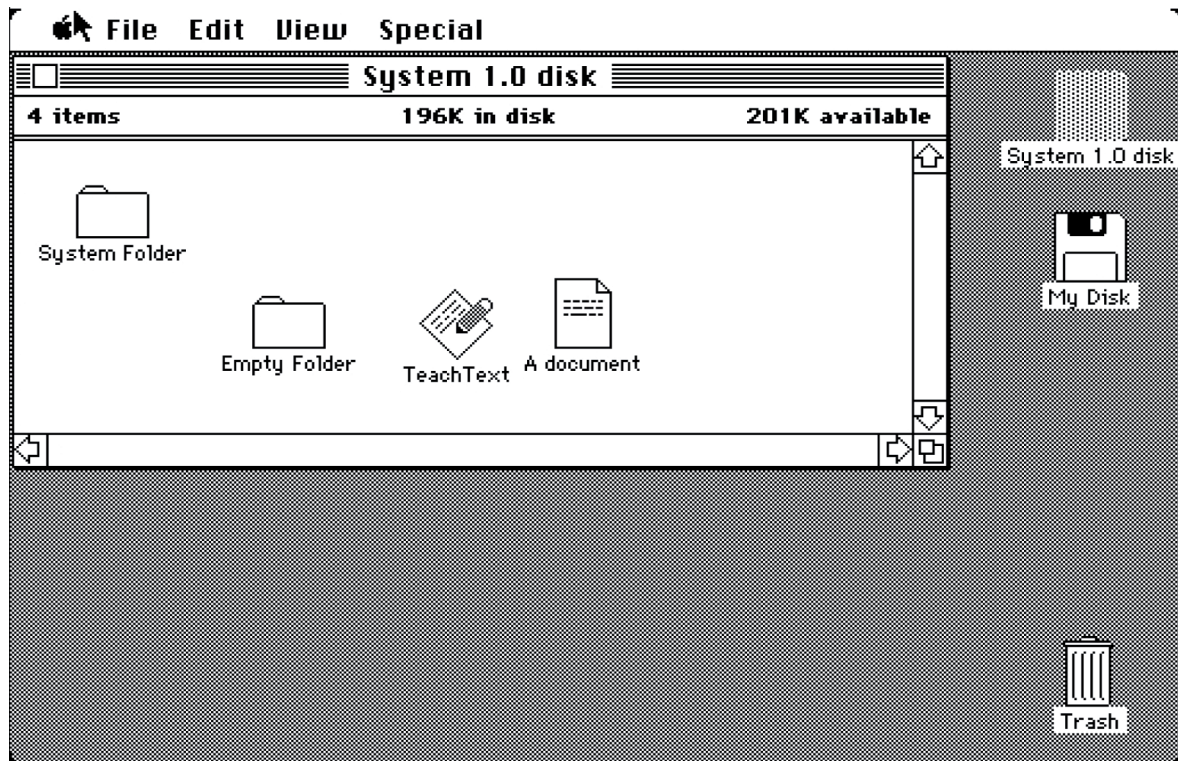 File Edit View Special
System 1.0 disk
4 items 196K in disk 201K available
System 1.0 disk
System Folder
My Disk
Empty Folder
TeachText
A document
Trash